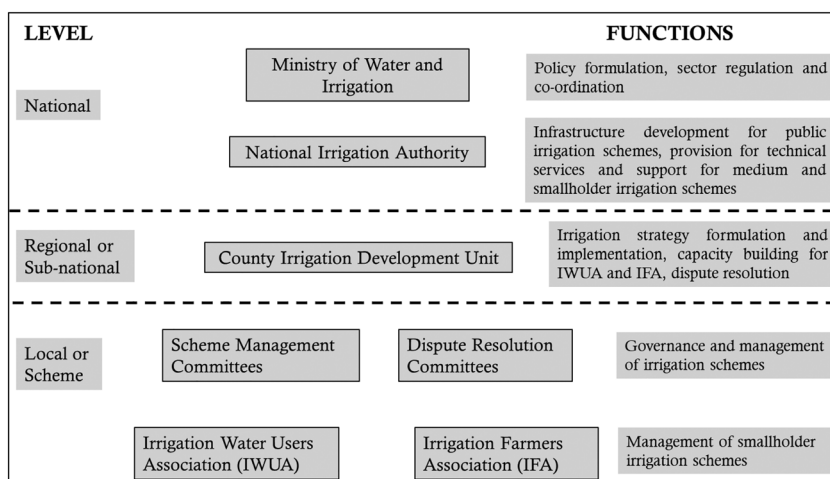 LEVEL
FUNCTIONS
Ministry of Water and
Irrigation
Policy formulation, sector regulation and
co-ordination
National
National Irrigation Authority
Infrastructure development for public
irrigation schemes, provision for technical
services and support for medium and
smallholder irrigation schemes
Regional or
Sub-national
County Irrigation Development Unit
Irrigation strategy formulation and
implementation, capacity building for
IWUA and IFA, dispute resolution
Local or
Scheme
Scheme Management
Committees
Dispute Resolution
Committees
Governance and management
of irrigation schemes
Irrigation Water Users
Association (IWUA)
Irrigation Farmers
Association (IFA)
Management of smallholder
irrigation schemes